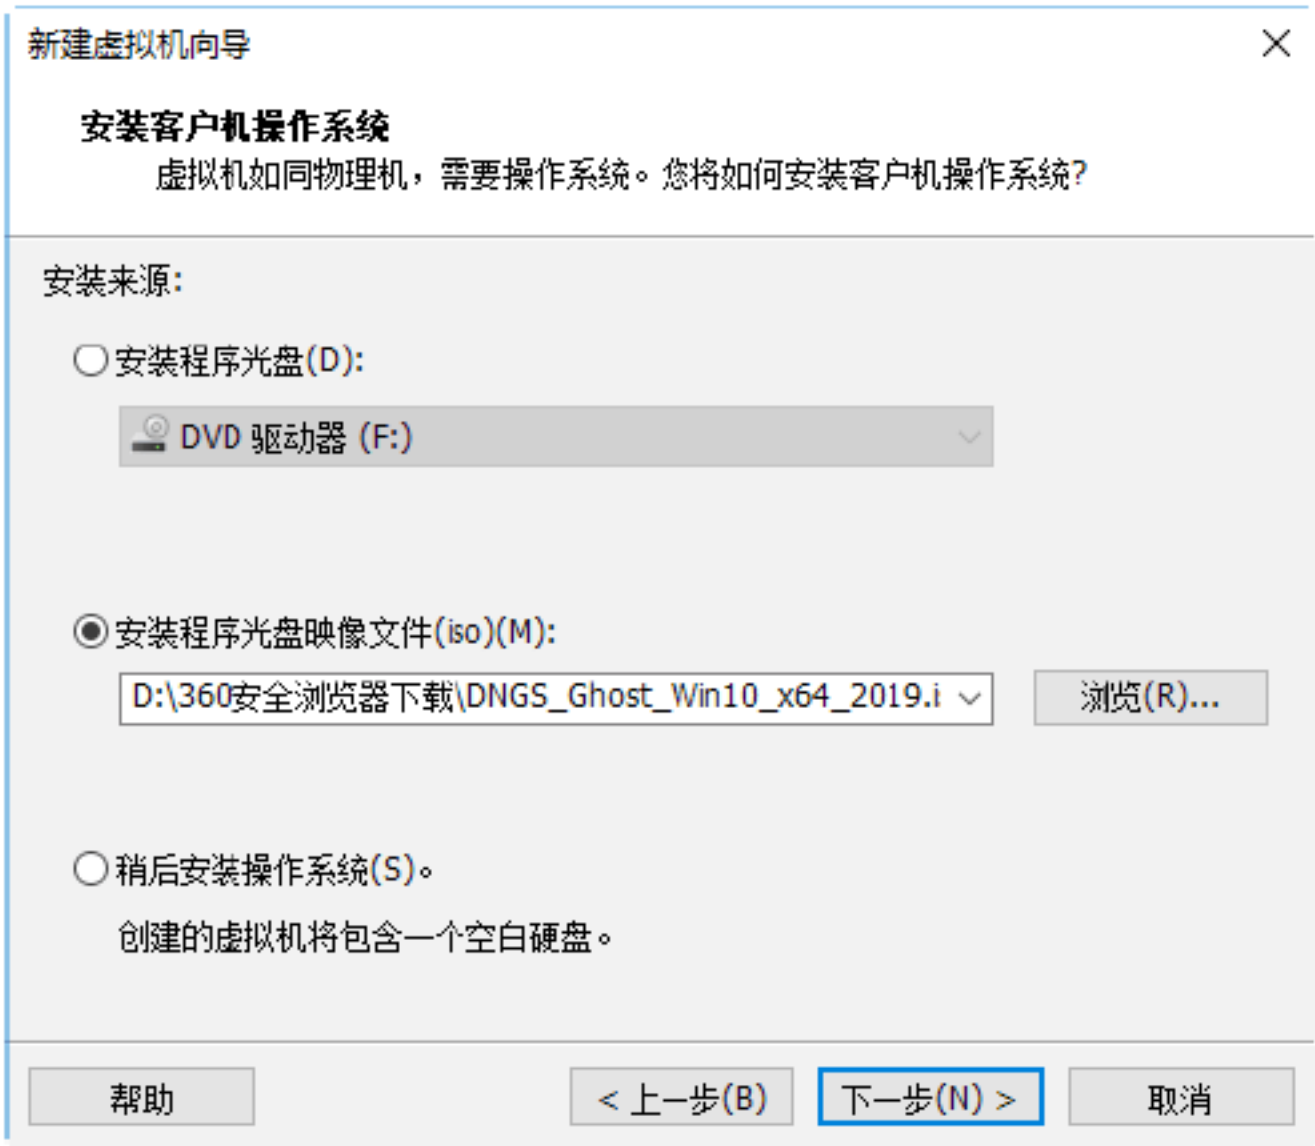 新建虚拟机向导
安装客户机操作系统
虚拟机如同物理机，需要操作系统。您将如何安装客户机操作系统?
安装来源:
安装程序光盘(D):
DVD 驱动器 (F:)
安装程序光盘映像文件(iso)(M):
D:\360安全浏览器下载\DNGS_Ghost_Win10_x64_2019.i
浏览(R)...
稍后安装操作系统(S)。
创建的虚拟机将包含一个空白硬盘。
帮助
< 上一步(B)
下一步(N) >
取消